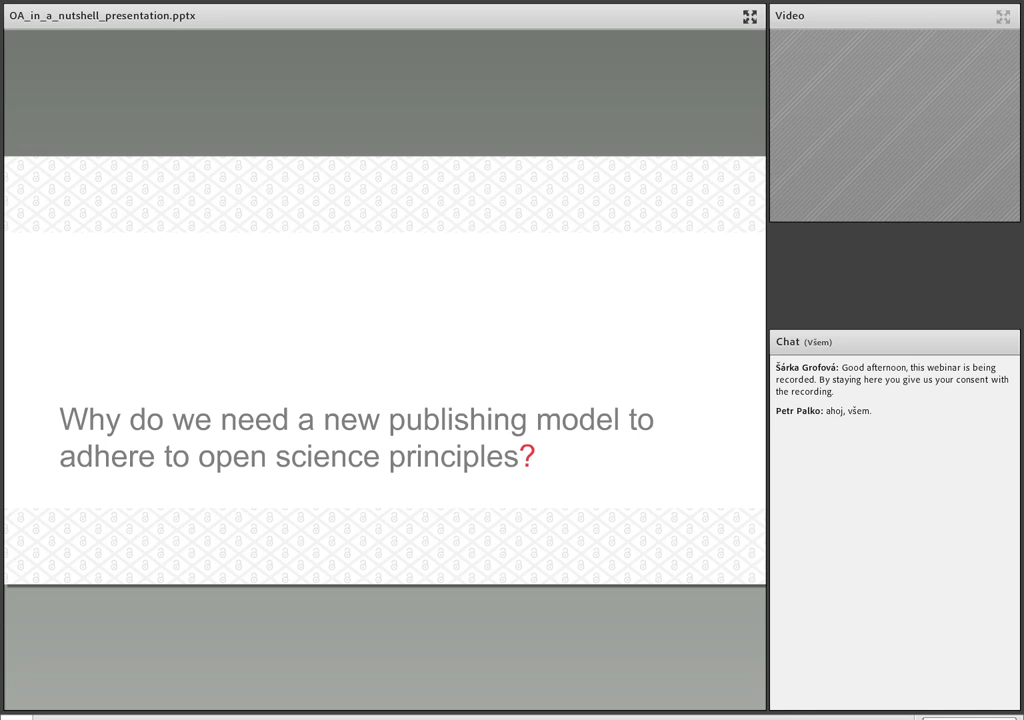 OA_in_a_nutshell_presentation.pptx
Why do we need a new publishing model to
adhere to open science principles?
Video
Chat (Všem)
Šárka Grofová: Good afternoon, this webinar is being
recorded. By staying here you give us your consent with
the recording.
Petr Palko: ahoj, všem.